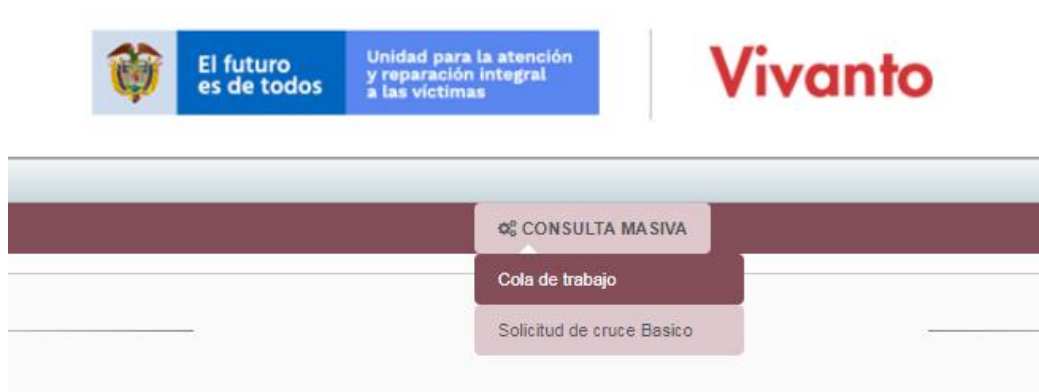 El futuro
es de todos
Unidad para la atención
y reparación integral
a las víctimas
Vivanto
CONSULTA MASIVA
Cola de trabajo
Solicitud de cruce Basico